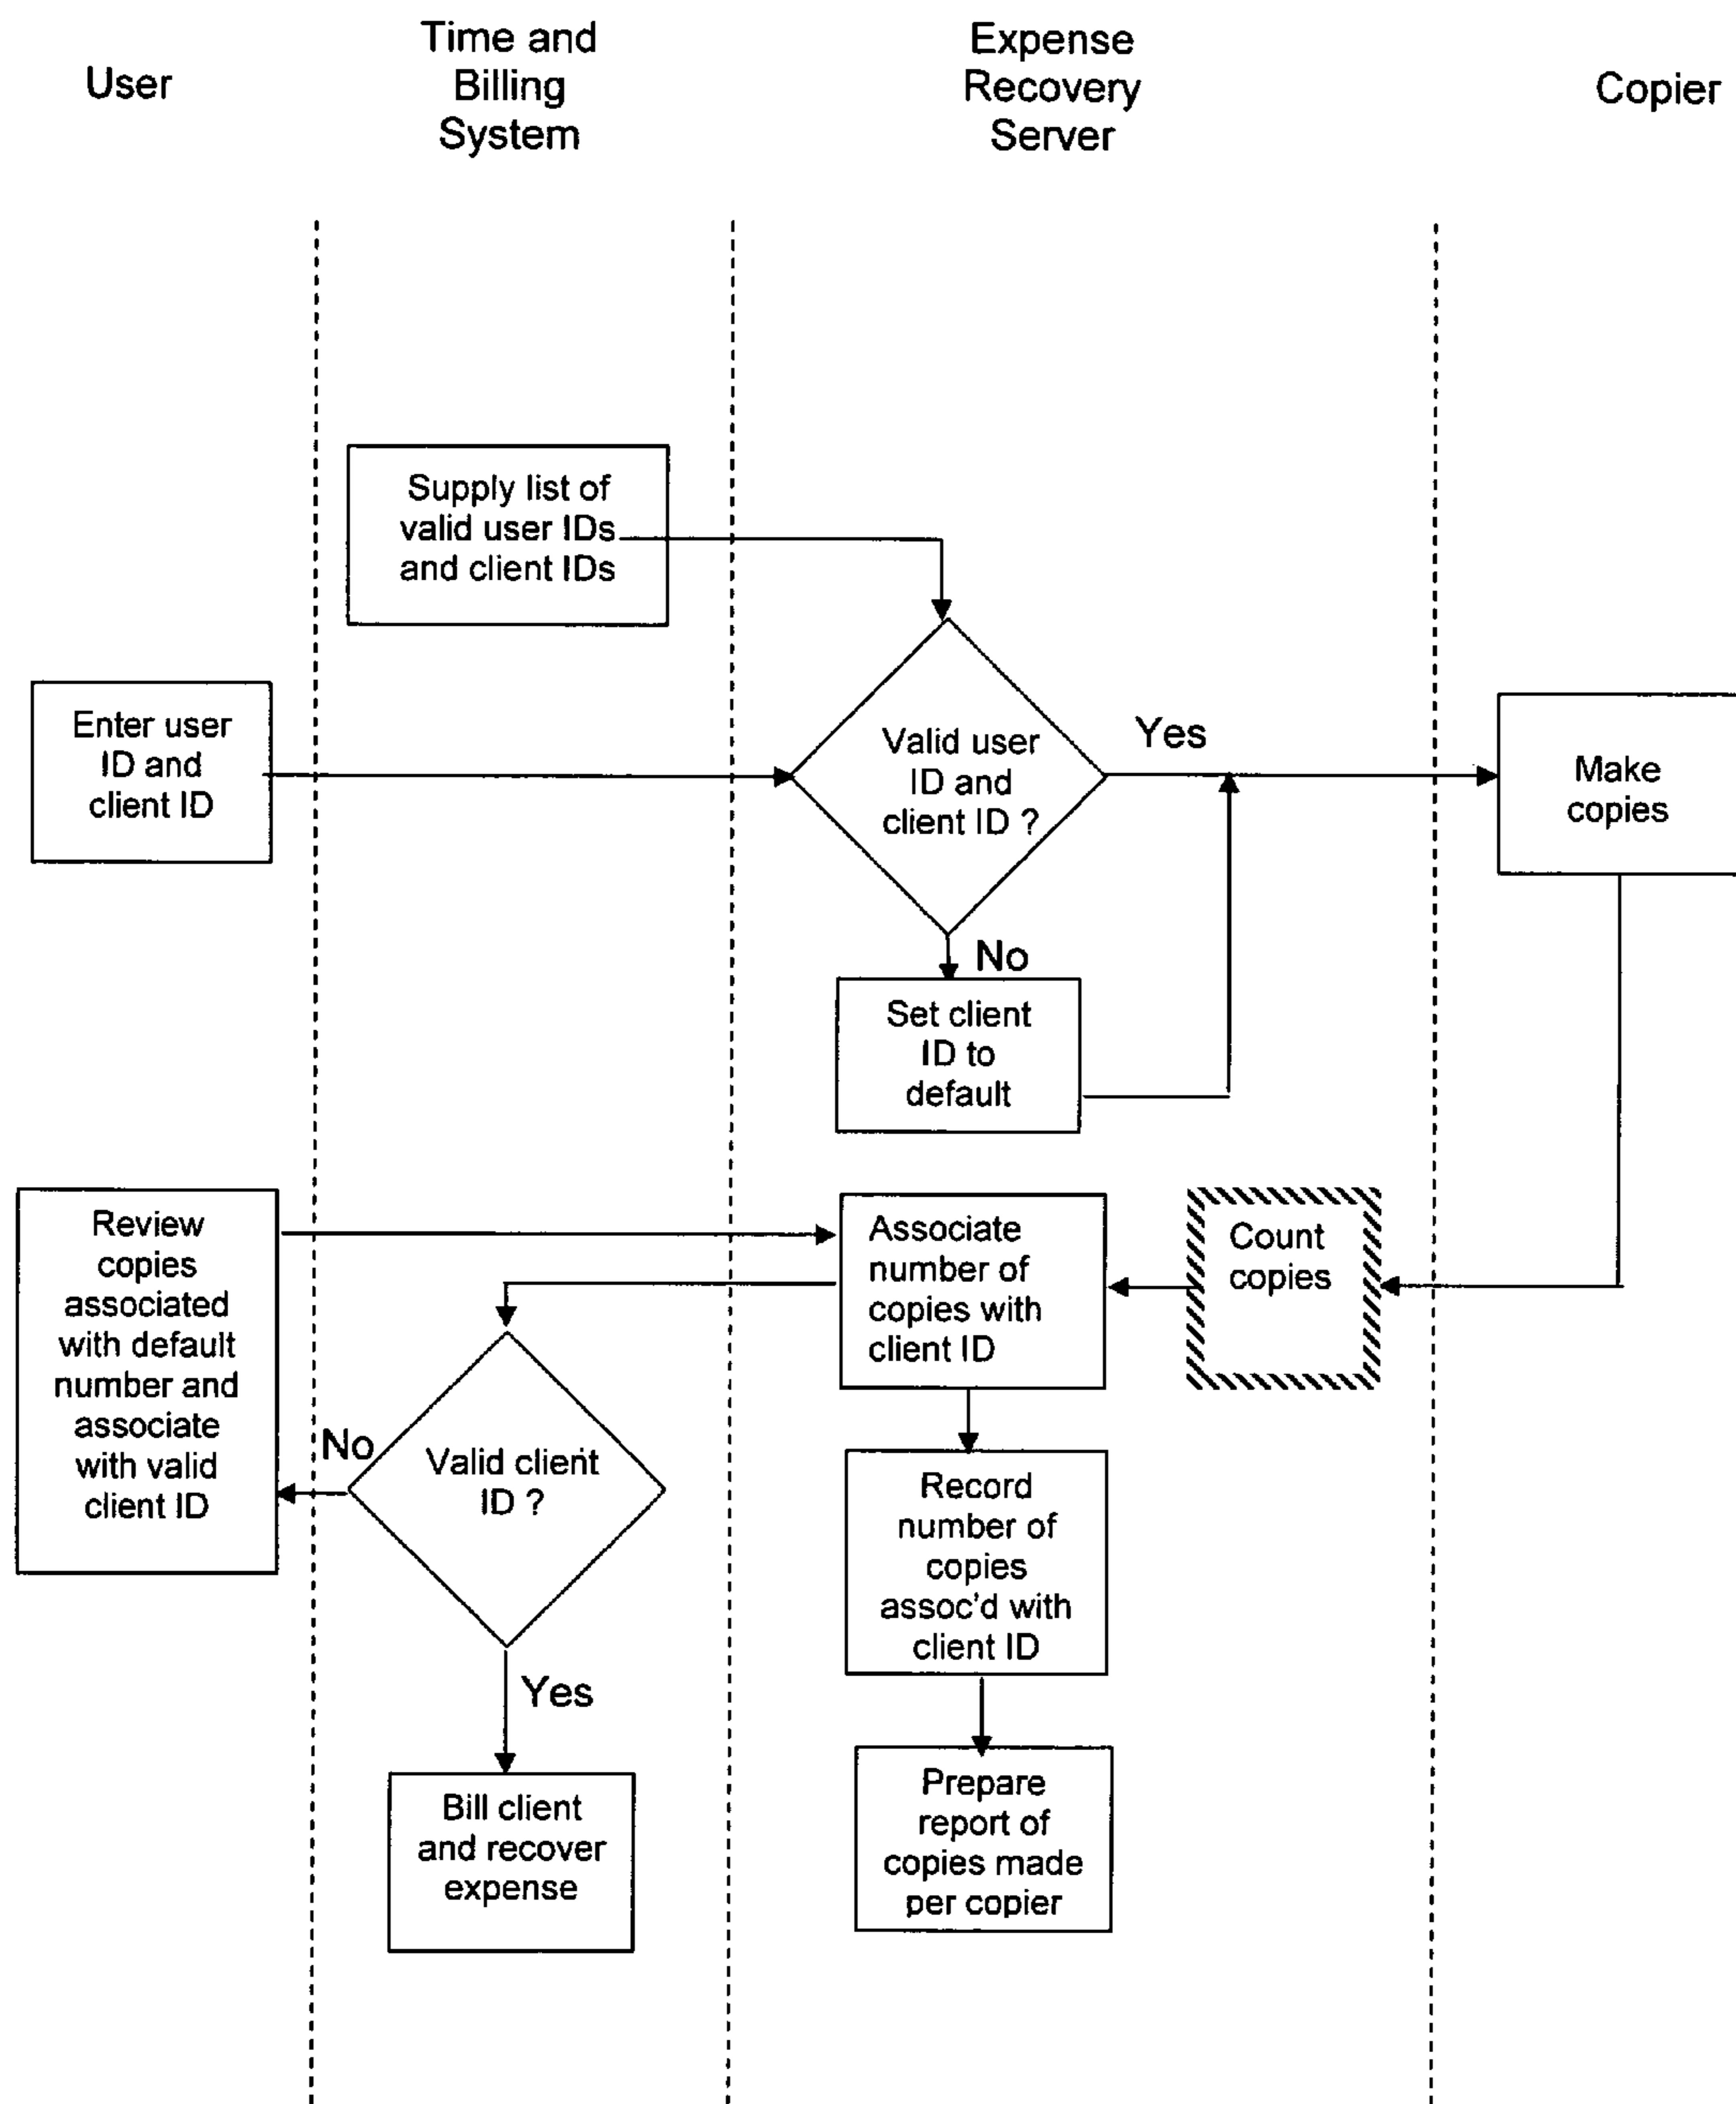 User
Time and
Billing
System
Expense
Recovery
Server
Copier
Supply list of
valid user IDs
and client IDs
Enter user
ID and
client ID
Valid user
ID and
client ID ?
Yes
Make
copies
No
Set client
ID to
default
Review
copies
associated
with default
number and
associate
with valid
client ID
Associate
number of
copies with
client ID
Count
copies
No
Valid client
ID ?
Record
number of
copies
assoc'd with
client ID
Yes
Bill client
and recover
expense
Prepare
report of
copies made
per copier